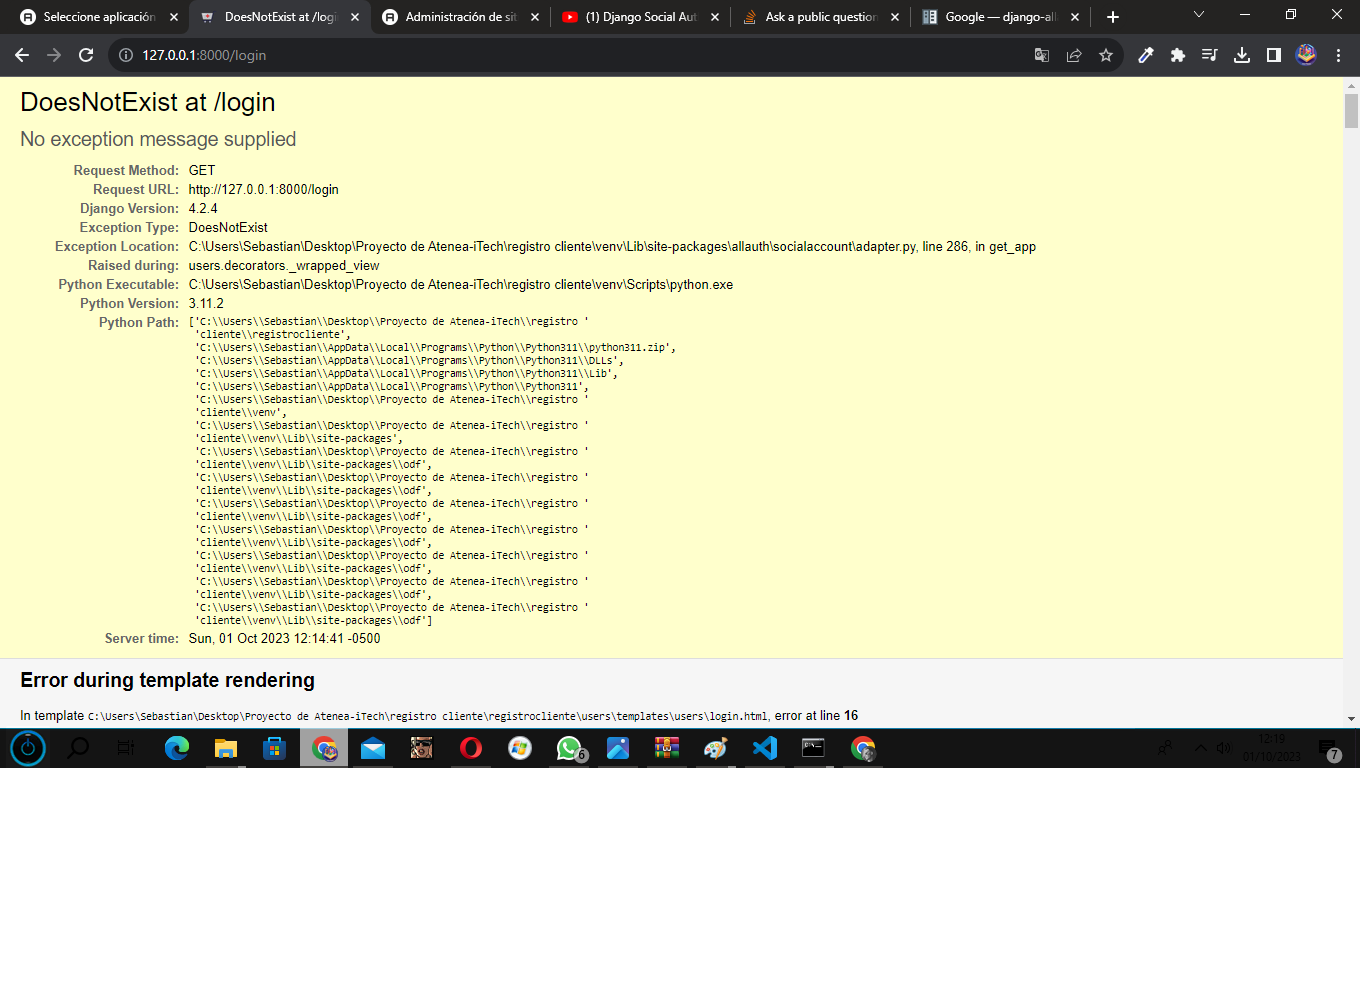 Seleccione aplicación
DoesNotExist at /logi
Administración de sit
(1) Django Social Aut
Ask a public question
Google — django-all
127.0.0.1:8000/login
DoesNotExist at /login
No exception message supplied
Request Method: GET
Request URL: http://127.0.0.1:8000/login
Django Version: 4.2.4
Exception Type: DoesNotExist
Exception Location: C:\Users\Sebastian\Desktop\Proyecto de Atenea-iTech\registro cliente\venv\Lib\site-packages\allauth\socialaccount\adapter.py, line 286, in get_app
Raised during: users.decorators._wrapped_view
Python Executable: C:\Users\Sebastian\Desktop\Proyecto de Atenea-iTech\registro cliente\venv\Scripts\python.exe
Python Version: 3.11.2
Python Path: ['C:\\Users\\Sebastian\\Desktop\\Proyecto de Atenea-iTech\\registro '
'cliente\\registrocliente',
'C:\\Users\\Sebastian\\AppData\\Local\\Programs\\Python\\Python311\\python311.zip',
'C:\\Users\\Sebastian\\AppData\\Local\\Programs\\Python\\Python311\\DLLs',
'C:\\Users\\Sebastian\\AppData\\Local\\Programs\\Python\\Python311\\Lib',
'C:\\Users\\Sebastian\\AppData\\Local\\Programs\\Python\\Python311',
'C:\\Users\\Sebastian\\Desktop\\Proyecto de Atenea-iTech\\registro '
'cliente\\venv',
'C:\\Users\\Sebastian\\Desktop\\Proyecto de Atenea-iTech\\registro '
'cliente\\venv\\Lib\\site-packages',
'C:\\Users\\Sebastian\\Desktop\\Proyecto de Atenea-iTech\\registro '
'cliente\\venv\\Lib\\site-packages\\odf',
'C:\\Users\\Sebastian\\Desktop\\Proyecto de Atenea-iTech\\registro '
'cliente\\venv\\Lib\\site-packages\\odf',
'C:\\Users\\Sebastian\\Desktop\\Proyecto de Atenea-iTech\\registro '
'cliente\\venv\\Lib\\site-packages\\odf',
'C:\\Users\\Sebastian\\Desktop\\Proyecto de Atenea-iTech\\registro '
'cliente\\venv\\Lib\\site-packages\\odf',
'C:\\Users\\Sebastian\\Desktop\\Proyecto de Atenea-iTech\\registro '
'cliente\\venv\\Lib\\site-packages\\odf',
'C:\\Users\\Sebastian\\Desktop\\Proyecto de Atenea-iTech\\registro '
'cliente\\venv\\Lib\\site-packages\\odf',
'C:\\Users\\Sebastian\\Desktop\\Proyecto de Atenea-iTech\\registro '
'cliente\\venv\\Lib\\site-packages\\odf']
Server time: Sun, 01 Oct 2023 12:14:41 -0500
Error during template rendering
In template C:\Users\Sebastian\Desktop\Proyecto de Atenea-iTech\registro cliente\registrocliente\users\templates\users\login.html, error at line 16
6
12:19
01/10/2023
7